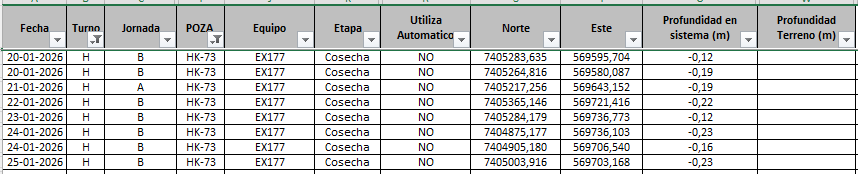 Fecha Turno Jornada POZA Equipo Etapa Utiliza Automatico Norte Este Profundidad en sistema (m) Profundidad Terreno (m)
20-01-2026 H B HK-73 EX177 Cosecha NO 7405283,635 569595,704 -0,12
20-01-2026 H B HK-73 EX177 Cosecha NO 7405264,816 569580,087 -0,19
21-01-2026 H A HK-73 EX177 Cosecha NO 7405217,256 569643,152 -0,19
22-01-2026 H B HK-73 EX177 Cosecha NO 7405365,146 569721,416 -0,22
23-01-2026 H B HK-73 EX177 Cosecha NO 7405284,179 569736,773 -0,12
24-01-2026 H B HK-73 EX177 Cosecha NO 7404875,177 569736,103 -0,23
24-01-2026 H B HK-73 EX177 Cosecha NO 7404905,180 569706,540 -0,16
25-01-2026 H B HK-73 EX177 Cosecha NO 7405003,916 569703,168 -0,23